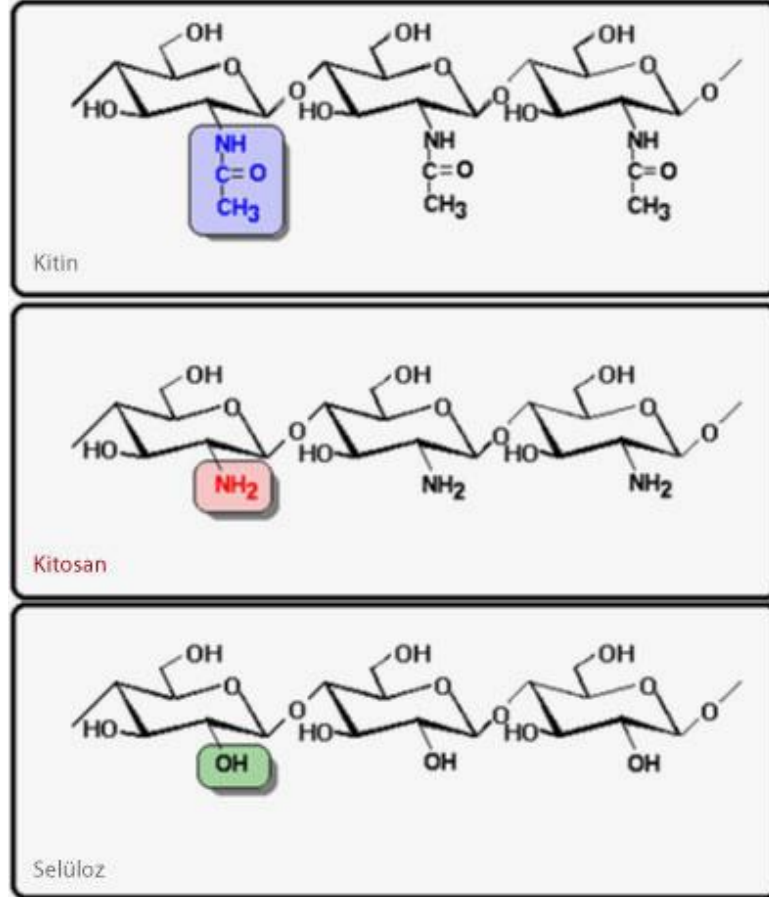 OH OH OH
O O O
HO O HO O HO O
NH NH NH
C=O C=O C=O
CH3 CH3 CH3
Kitin
OH OH OH
O O O
HO O HO O HO O
NH2 NH2 NH2
Kitosan
OH OH OH
O O O
HO O HO O HO O
OH OH OH
Selüloz